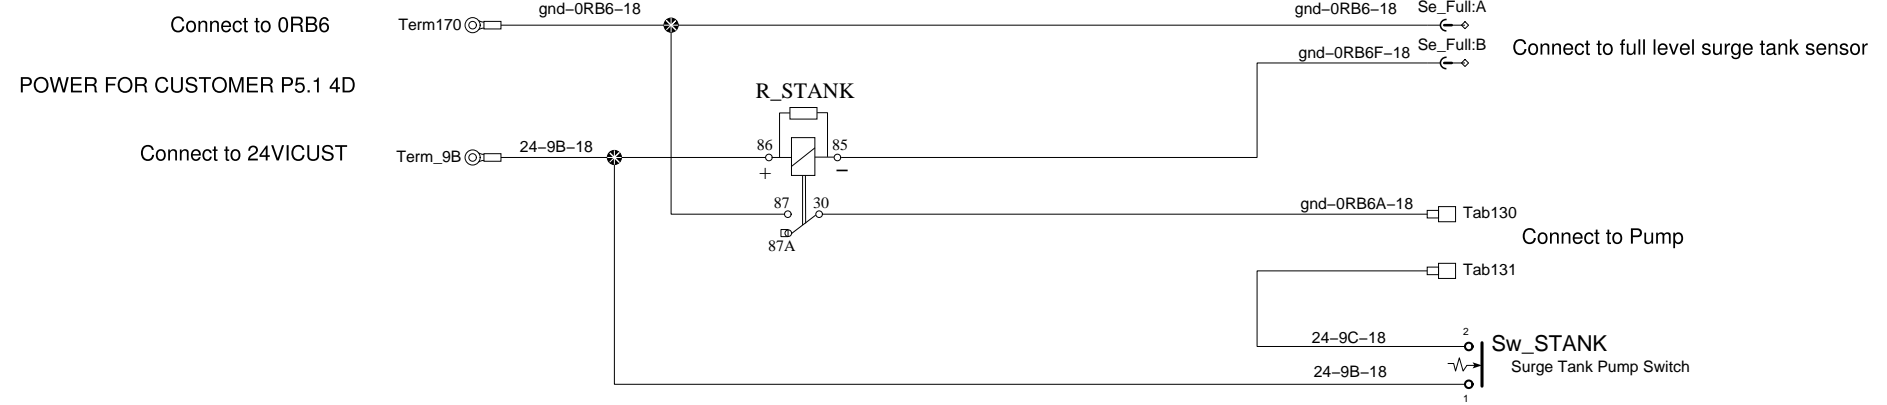 gnd-0RB6-18
gnd-0RB6-18
Se_Full:A
Connect to 0RB6
Term170
gnd-0RB6F-18
Se_Full:B
Connect to full level surge tank sensor
POWER FOR CUSTOMER P5.1 4D
R_STANK
Connect to 24VICUST
Term_9B
24-9B-18
86
85
+
−
87
30
87A
gnd-0RB6A-18
Tab130
Connect to Pump
Tab131
24-9C-18
2
Sw_STANK
Surge Tank Pump Switch
24-9B-18
1